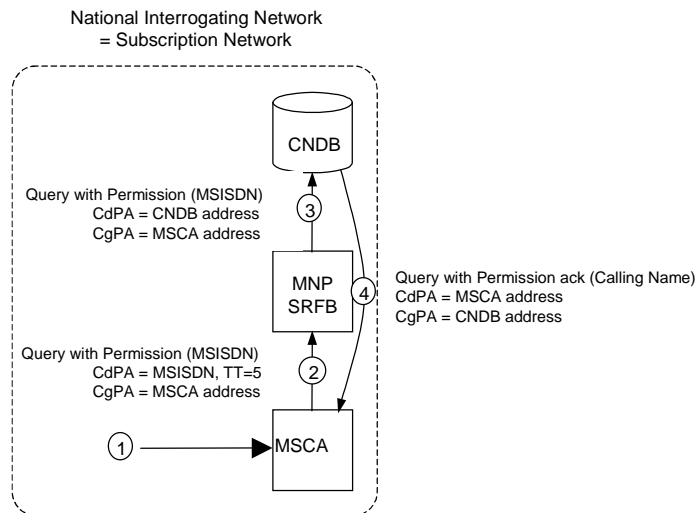 National Interrogating Network
= Subscription Network
CNDB
Query with Permission (MSISDN)
CdPA = CNDB address
CgPA = MSCA address
3
MNP
SRFB
4
Query with Permission ack (Calling Name)
CdPA = MSCA address
CgPA = CNDB address
Query with Permission (MSISDN)
CdPA = MSISDN, TT=5
CgPA = MSCA address
2
1
MSCA